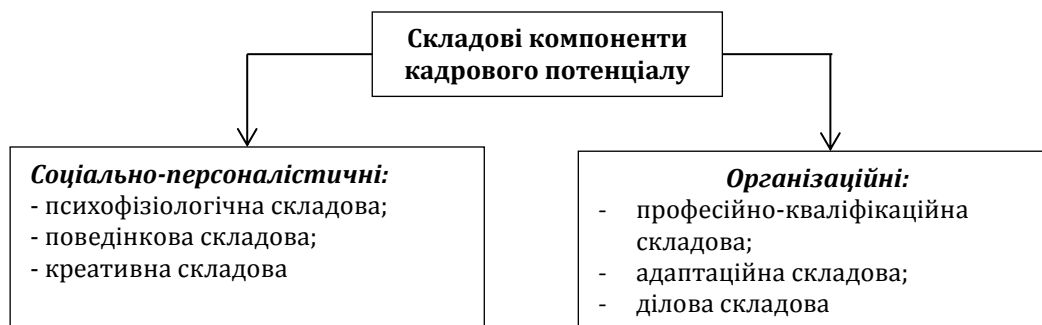 Складові компоненти
кадрового потенціалу
Соціально-персоналістичні:
- психофізіологічна складова;
- поведінкова складова;
- креативна складова
Організаційні:
- професійно-кваліфікаційна
складова;
- адаптаційна складова;
- ділова складова